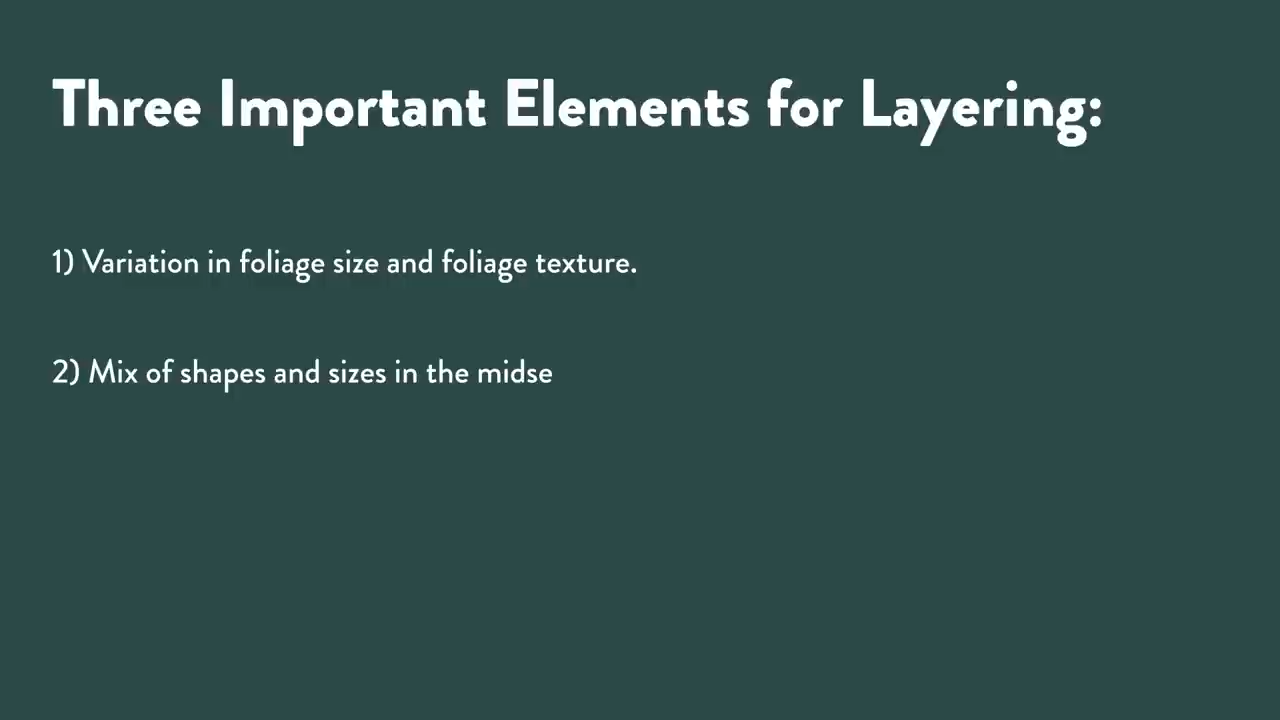 Three Important Elements for Layering:
1) Variation in foliage size and foliage texture.
2) Mix of shapes and sizes in the midse